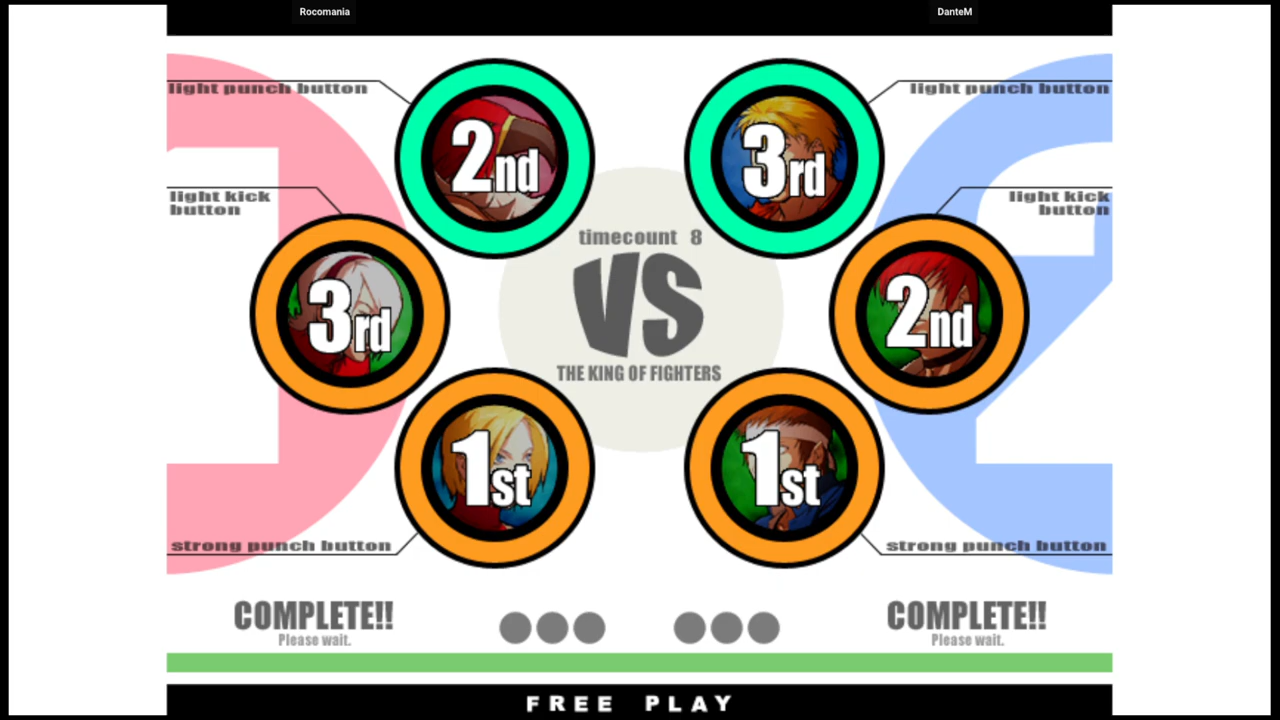 Rocomania
DanteM
light punch button
light punch button
2nd
3rd
light kick
button
light kick
button
timecount 8
VS
THE KING OF FIGHTERS
3rd
2nd
1st
1st
strong punch button
strong punch button
COMPLETE!!
Please wait.
COMPLETE!!
Please wait.
FREE PLAY